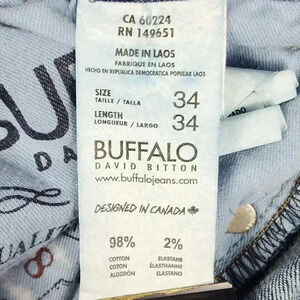 CA 60224
RN 149651
MADE IN LAOS
FABRIQUE EN LAOS
HECHO EN REPUBLICA DEMOCRATICA POPULAR LAOS
SIZE 34
TAILLE / TALLA
LENGTH 34
LONGUEUR / LARGO
BUFFALO
DAVID BITTON
www.buffalojeans.com
DESIGNED IN CANADA
98% 2%
COTTON ELASTANE
COTON ÉLASTHANNE
ALGODÓN ELASTANO